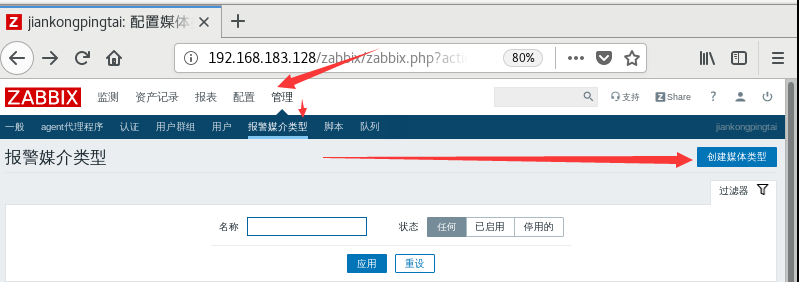 jiankongpingtai: 配置媒体
192.168.183.128/zabbix/zabbix.php?actio
80%
ZABBIX 监测 资产记录 报表 配置 管理 支持 Share ?
一般 agent代理程序 认证 用户群组 用户 报警媒介类型 脚本 队列 jiankongpingtai
报警媒介类型 创建媒体类型
过滤器
名称 状态 任何 已启用 停用的
应用 重设